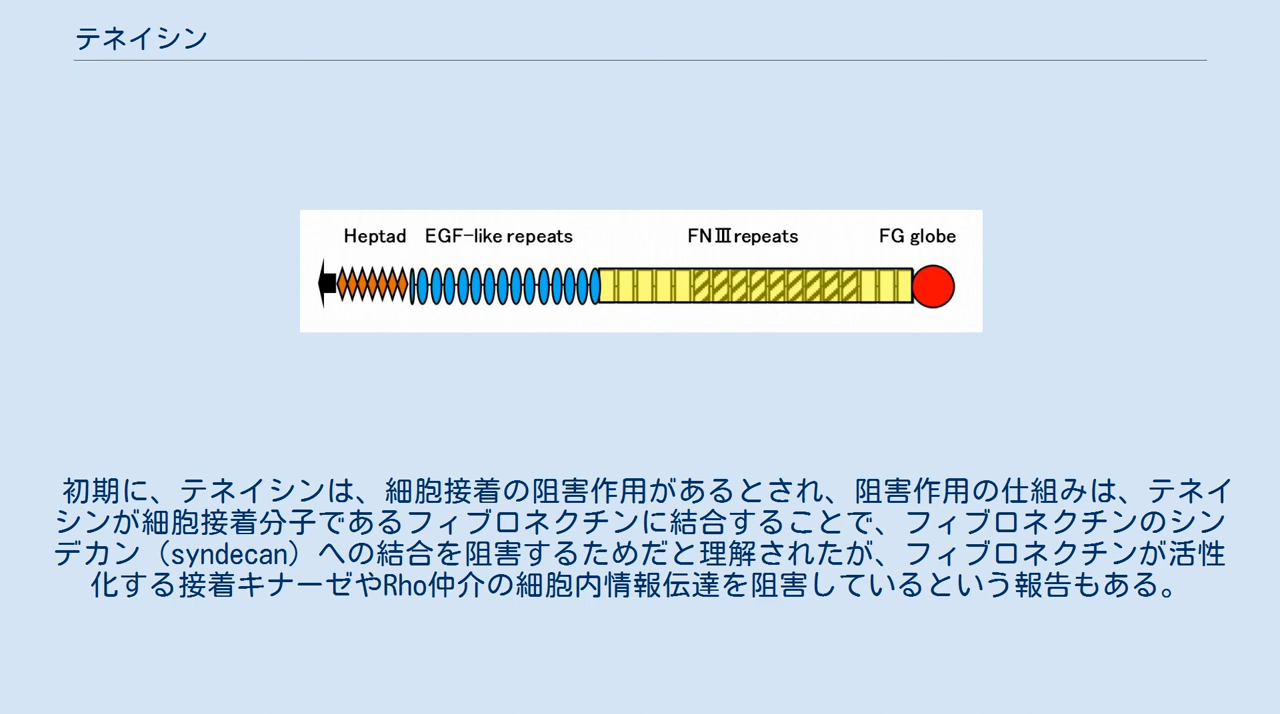 テネイシン
Heptad EGF-like repeats FNⅢrepeats FG globe
初期に、テネイシンは、細胞接着の阻害作用があるとされ、阻害作用の仕組みは、テネイ
シンが細胞接着分子であるフィブロネクチンに結合することで、フィブロネクチンのシン
デカン（syndecan）への結合を阻害するためだと理解されたが、フィブロネクチンが活性
化する接着キナーゼやRho仲介の細胞内情報伝達を阻害しているという報告もある。